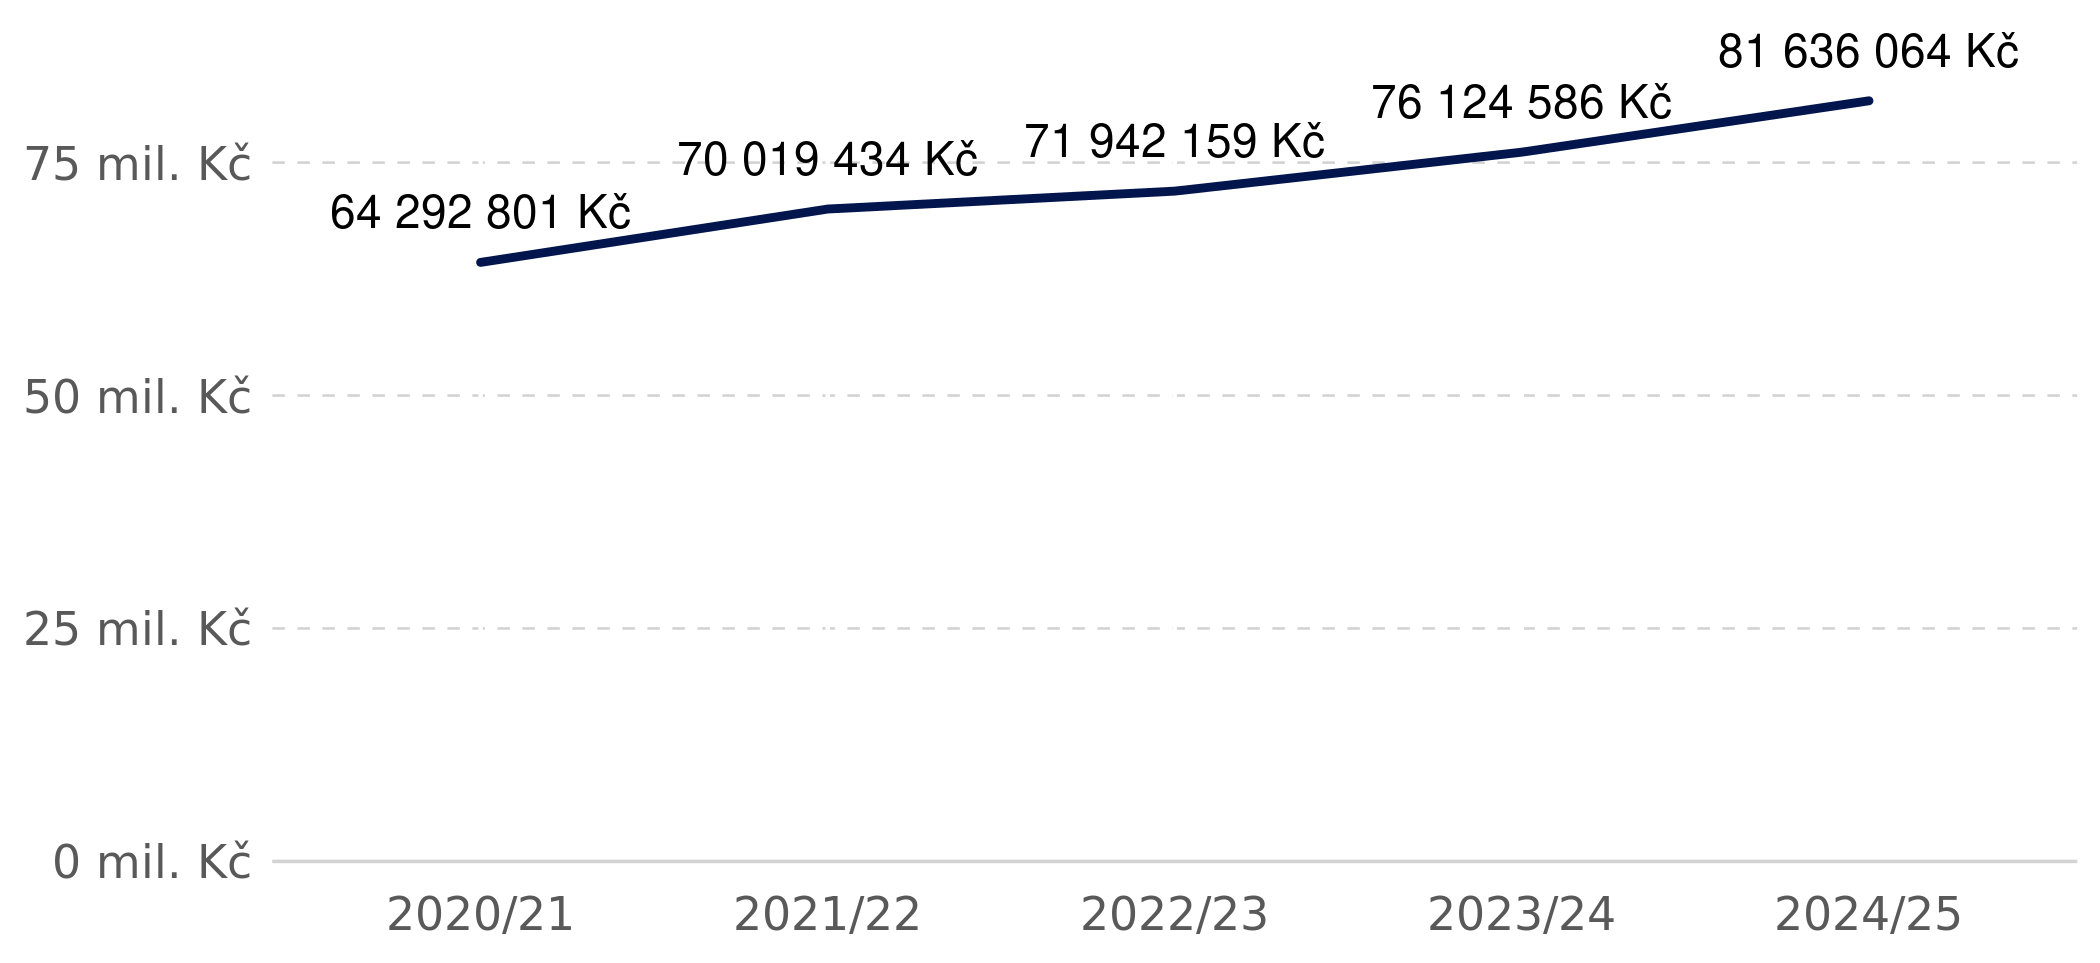 81 636 064 Kč
76 124 586 Kč
71 942 159 Kč
70 019 434 Kč
64 292 801 Kč
75 mil. Kč
50 mil. Kč
25 mil. Kč
0 mil. Kč
2020/21 2021/22 2022/23 2023/24 2024/25